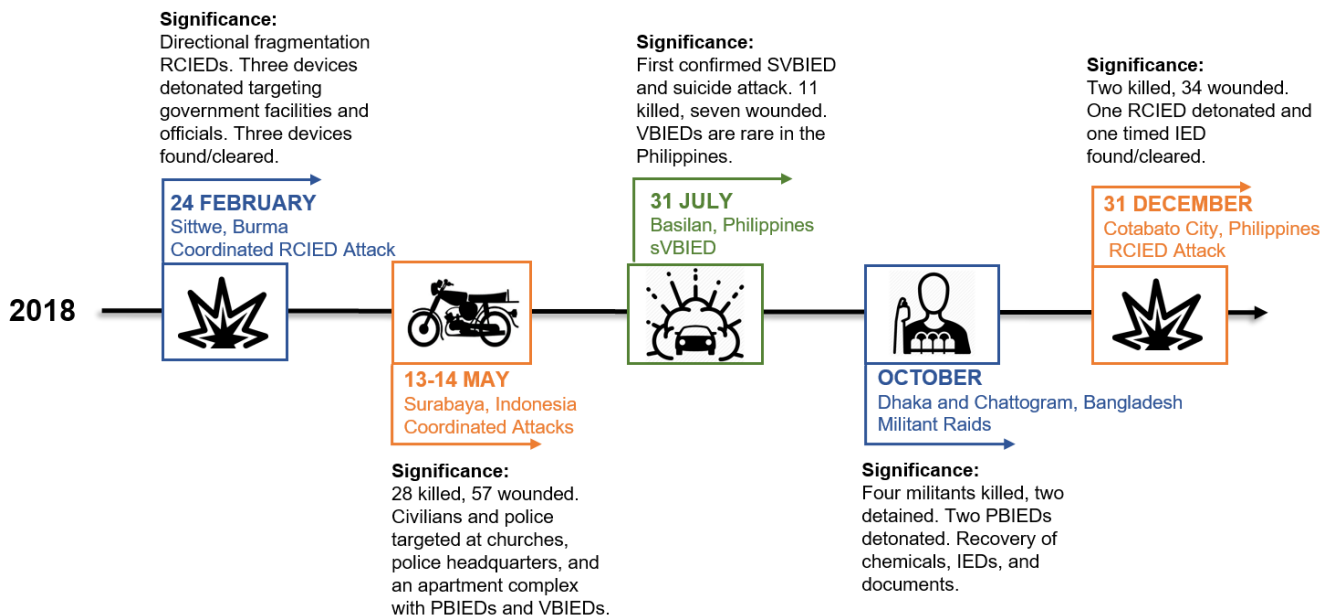 Significance:
Directional fragmentation
RCIEDs. Three devices
detonated targeting
government facilities and
officials. Three devices
found/cleared.
24 FEBRUARY
Sittwe, Burma
Coordinated RCIED Attack
2018
13-14 MAY
Surabaya, Indonesia
Coordinated Attacks
Significance:
28 killed, 57 wounded.
Civilians and police
targeted at churches,
police headquarters, and
an apartment complex
with PBIEDs and VBIEDs.
Significance:
First confirmed SVBIED
and suicide attack. 11
killed, seven wounded.
VBIEDs are rare in the
Philippines.
31 JULY
Basilan, Philippines
sVBIED
OCTOBER
Dhaka and Chattogram, Bangladesh
Militant Raids
Significance:
Four militants killed, two
detained. Two PBIEDs
detonated. Recovery of
chemicals, IEDs, and
documents.
Significance:
Two killed, 34 wounded.
One RCIED detonated and
one timed IED
found/cleared.
31 DECEMBER
Cotabato City, Philippines
RCIED Attack